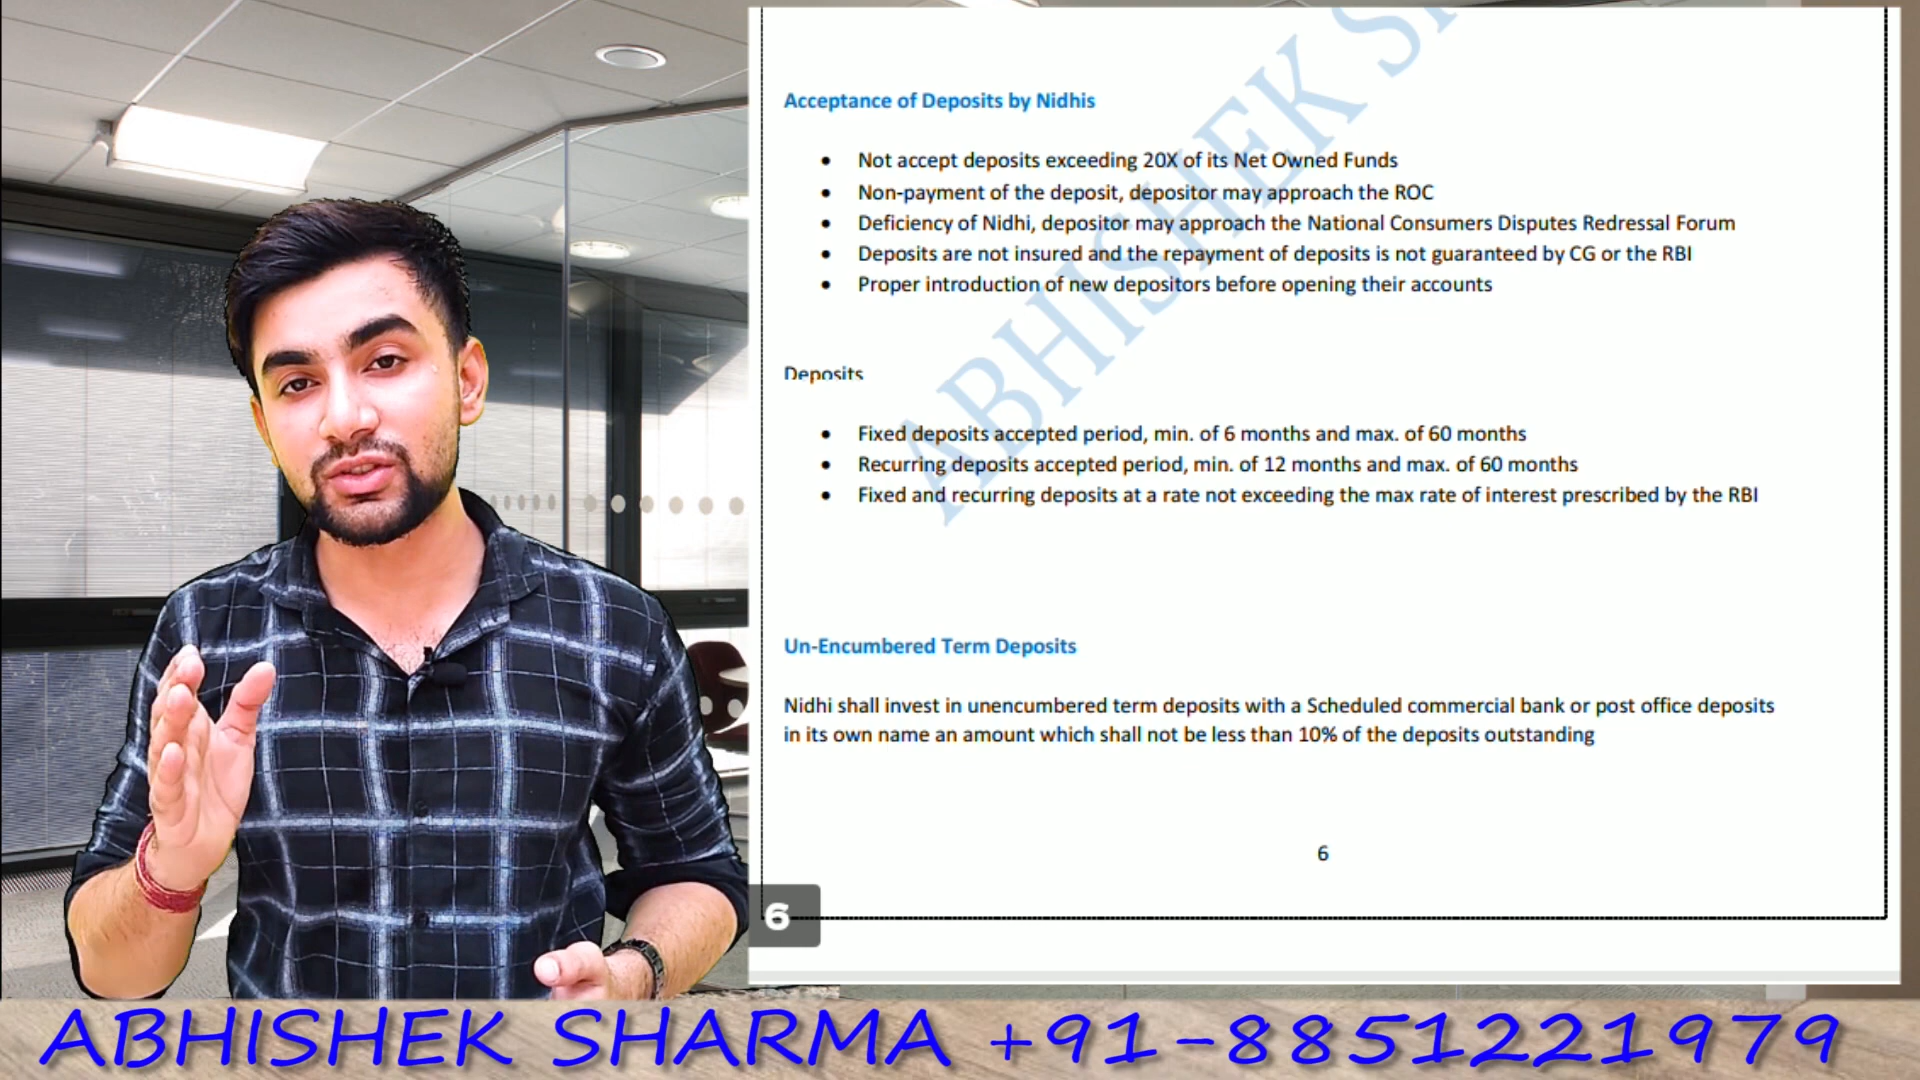 ABHISHEK S
Acceptance of Deposits by Nidhis
• Not accept deposits exceeding 20X of its Net Owned Funds
• Non-payment of the deposit, depositor may approach the ROC
• Deficiency of Nidhi, depositor may approach the National Consumers Disputes Redressal Forum
• Deposits are not insured and the repayment of deposits is not guaranteed by CG or the RBI
• Proper introduction of new depositors before opening their accounts
Deposits
• Fixed deposits accepted period, min. of 6 months and max. of 60 months
• Recurring deposits accepted period, min. of 12 months and max. of 60 months
• Fixed and recurring deposits at a rate not exceeding the max rate of interest prescribed by the RBI
Un-Encumbered Term Deposits
Nidhi shall invest in unencumbered term deposits with a Scheduled commercial bank or post office deposits
in its own name an amount which shall not be less than 10% of the deposits outstanding
6
6
ABHISHEK SHARMA +91-8851221979